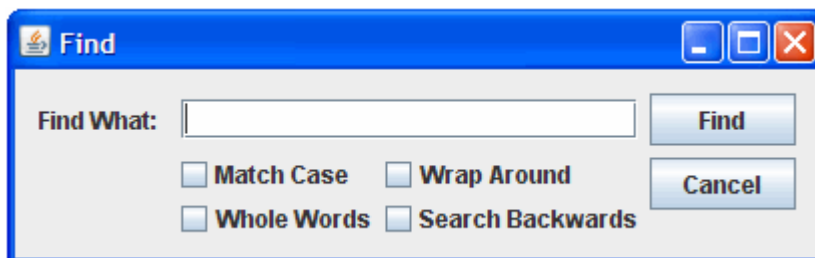 Find
Find What: Find
Match Case Wrap Around
Cancel
Whole Words Search Backwards